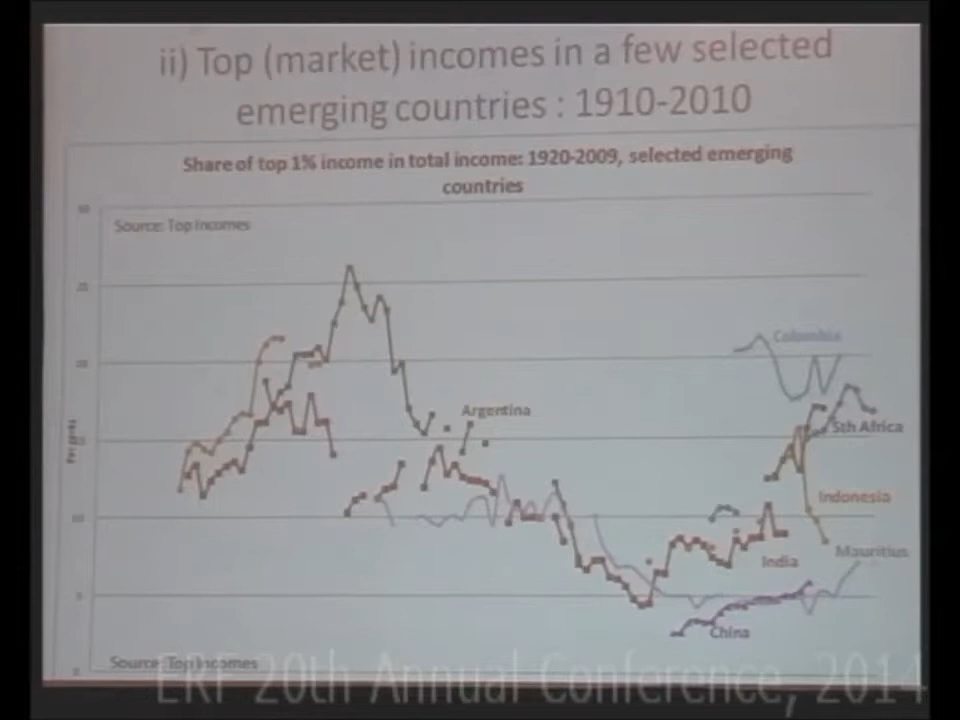 ii) Top (market) incomes in a few selected
emerging countries : 1910-2010
Share of top 1% income in total income: 1920-2009, selected emerging
countries
Source: Top Incomes
Colombia
Argentina
Sth Africa
Indonesia
Mauritius
India
China
Source: Top Incomes
ERF 20th Annual Conference, 2014